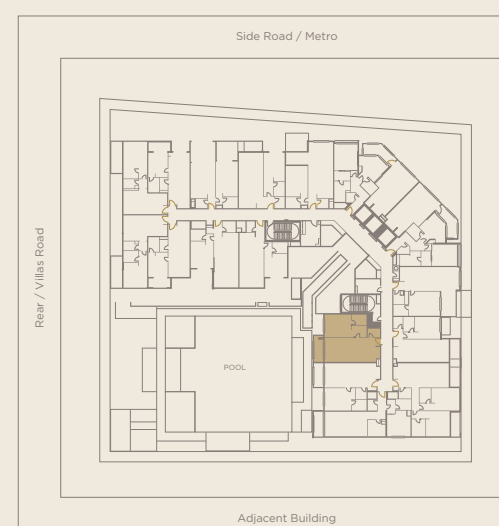 Side Road / Metro
Rear / Villas Road
POOL
Adjacent Building